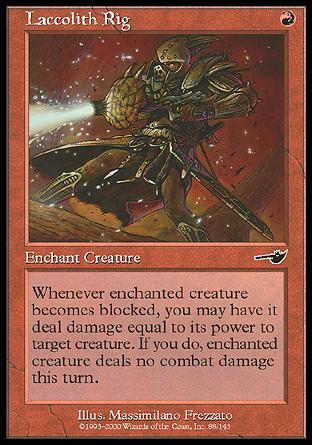 Laccolith Rig
Enchant Creature
Whenever enchanted creature
becomes blocked, you may have it
deal damage equal to its power to
target creature. If you do, enchanted
creature deals no combat damage
this turn.
Illus. Massimiliano Frezzato
©1993-2000 Wizards of the Coast, Inc. 88/143